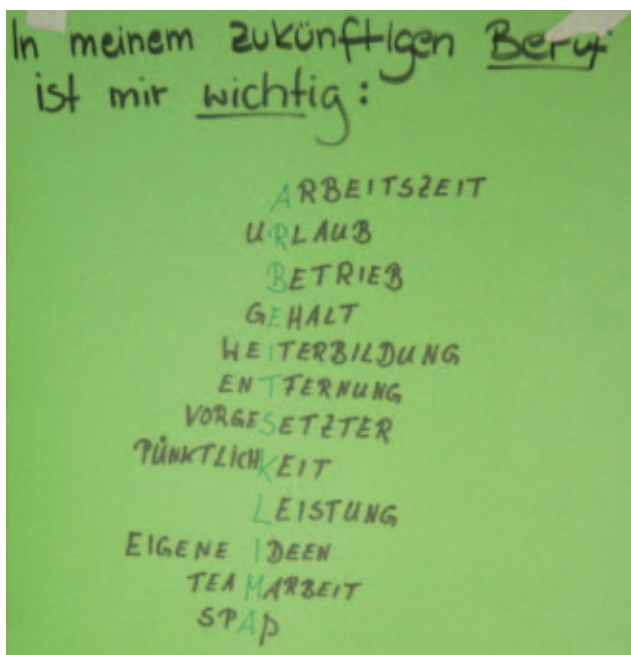 In meinem zukünftigen Beruf
ist mir wichtig:
ARBEITSZEIT
URLAUB
BETRIEB
GEHALT
WEITERBILDUNG
ENTFERNUNG
VORGESETZTER
PÜNKTLICHKEIT
LEISTUNG
EIGENE IDEEN
TEAMARBEIT
SPAß